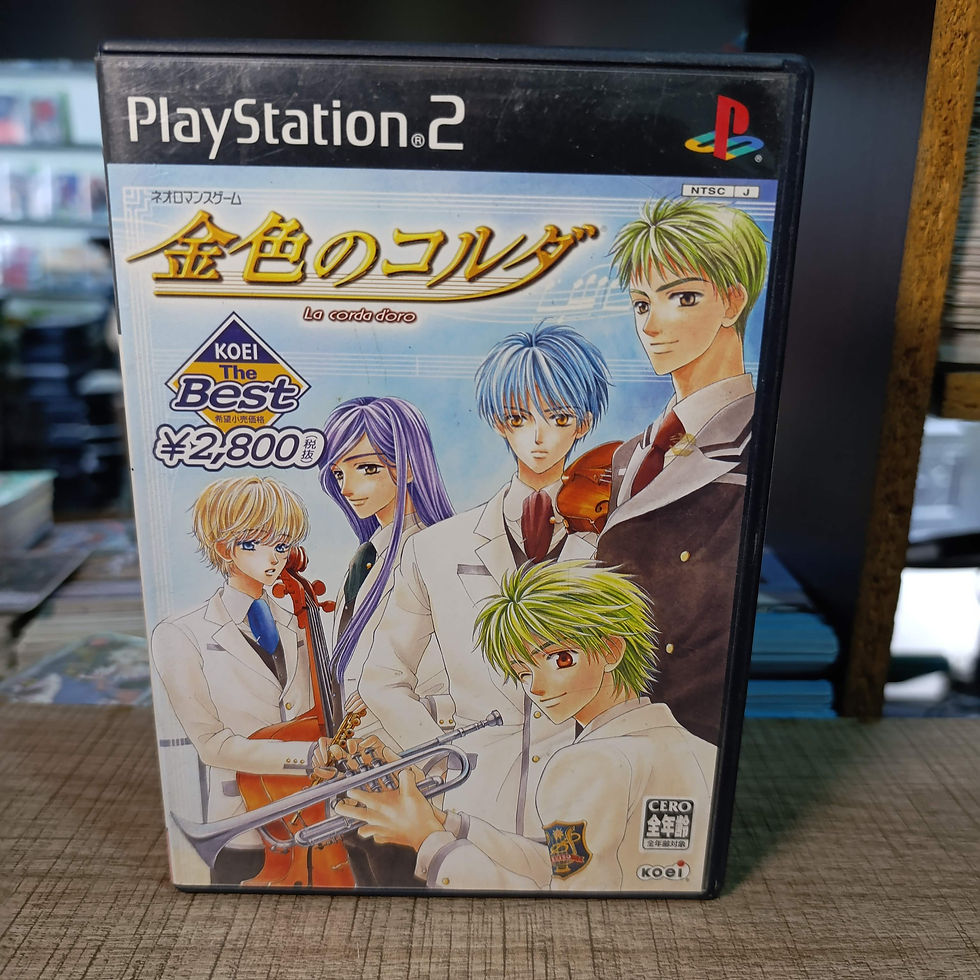 PlayStation®2
NTSC J
ネオロマンスゲーム
金色のコルダ
La corda d'oro
KOEI
The
Best
希望小売価格
¥2,800(税抜)
CERO
全年齢
全年齢対象
KOEI